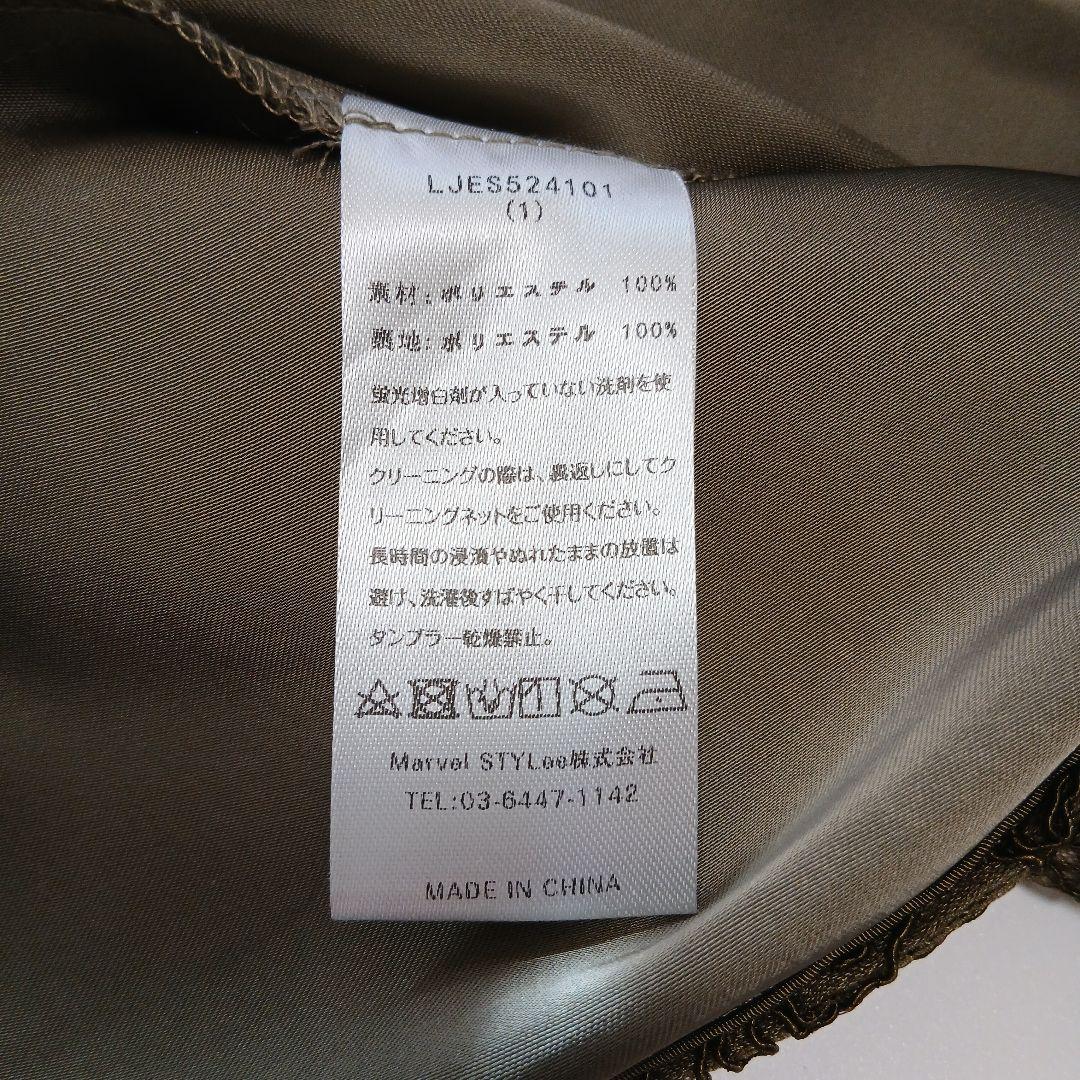 LJES524101
(1)
素材:ポリエステル 100%
裏地:ポリエステル 100%
蛍光増白剤が入っていない洗剤を使
用してください。
クリーニングの際は、裏返しにしてク
リーニングネットをご使用ください。
長時間の浸漬やぬれたままの放置は
避け、洗濯後すばやく干してください。
タンブラー乾燥禁止。
Marvel STYLee株式会社
TEL:03-6447-1142
MADE IN CHINA